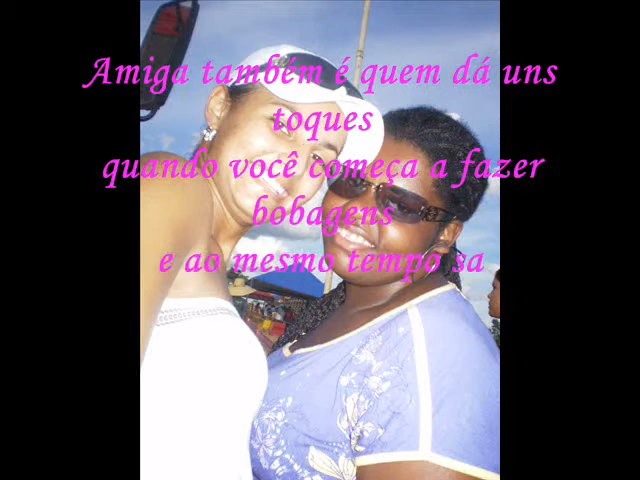 Amiga também é quem dá uns
toques
quando você começa a fazer
bobagens
e ao mesmo tempo sa